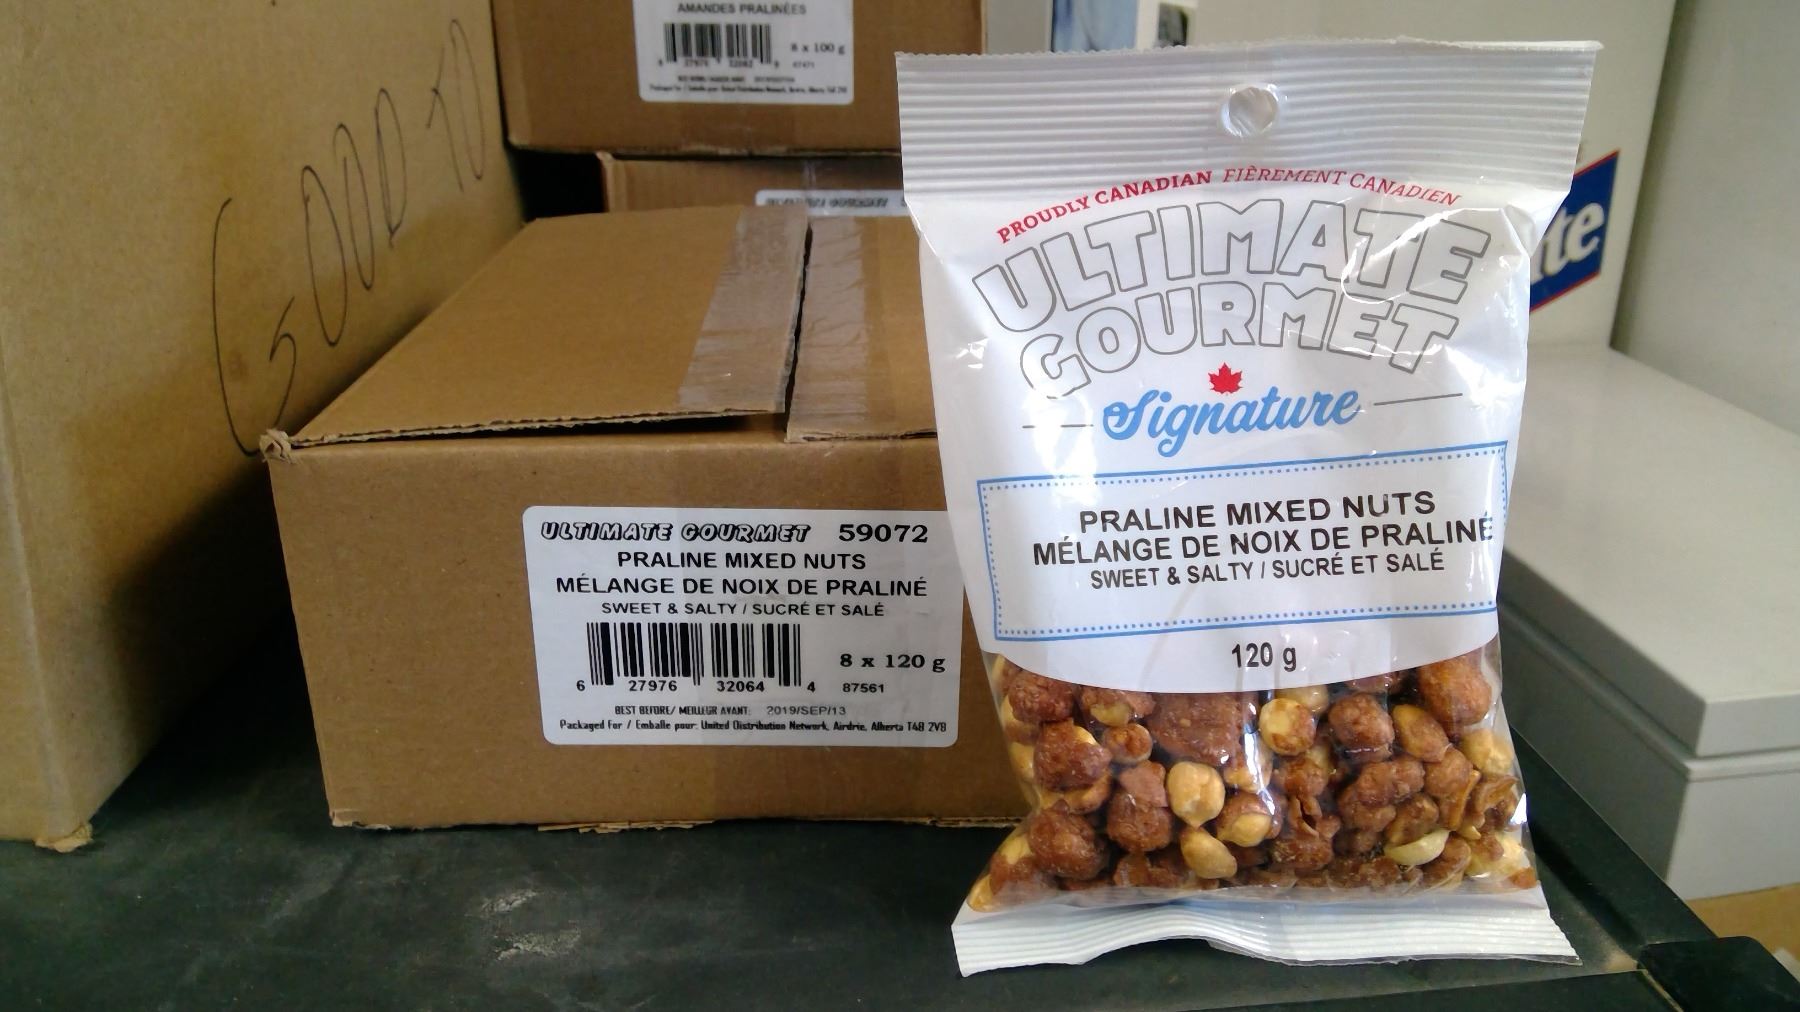 AMANDES PRALINÉES
8 x 100 g
GOOD TO
ULTIMATE GOURMET 59072
PRALINE MIXED NUTS
MÉLANGE DE NOIX DE PRALINÉ
SWEET & SALTY / SUCRÉ ET SALÉ
8 x 120 g
6 27976 32064 4 87561
BEST BEFORE/ MEILLEUR AVANT: 2019/SEP/13
Packaged For / Emballe pour: United Distribution Network, Airdrie, Alberta T4B 2V8
PROUDLY CANADIAN FIÈREMENT CANADIEN
ULTIMATE
GOURMET
Signature
PRALINE MIXED NUTS
MÉLANGE DE NOIX DE PRALINÉ
SWEET & SALTY / SUCRÉ ET SALÉ
120 g
te